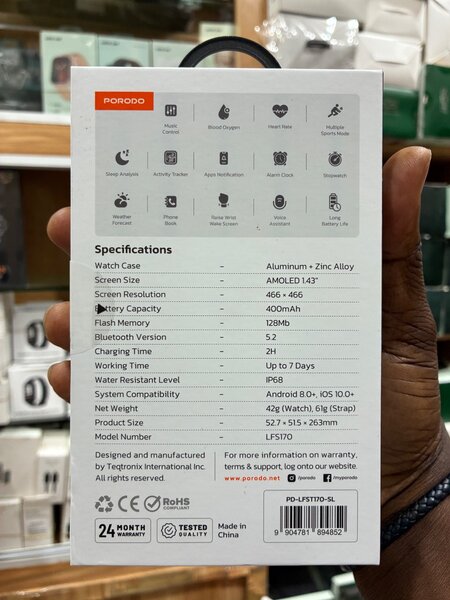 PORODO
Music Control
Blood Oxygen
Heart Rate
Multiple Sports Mode
Sleep Analysis
Activity Tracker
Apps Notification
Alarm Clock
Stopwatch
Weather Forecast
Phone Book
Raise Wrist Wake Screen
Voice Assistant
Long Battery Life
Specifications
Watch Case - Aluminum + Zinc Alloy
Screen Size - AMOLED 1.43"
Screen Resolution - 466 × 466
Battery Capacity - 400mAh
Flash Memory - 128Mb
Bluetooth Version - 5.2
Charging Time - 2H
Working Time - Up to 7 Days
Water Resistant Level - IP68
System Compatibility - Android 8.0+, iOS 10.0+
Net Weight - 42g (Watch), 61g (Strap)
Product Size - 52.7 × 51.5 × 263mm
Model Number - LFS170
Designed and manufactured
by Teqtronix International Inc.
All rights reserved.
For more information on warranty,
terms & support, log onto our website.
www.porodo.net /porodo /myporodo
CE RoHS
COMPLIANT
24 MONTH
WARRANTY
TESTED
QUALITY
Made in
China
PD-LFST170-SL
9 904781 894852